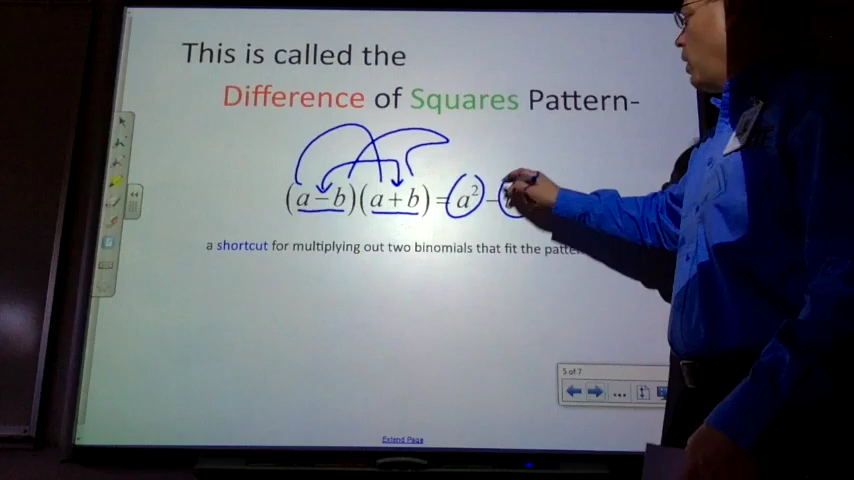 This is called the
Difference of Squares Pattern-
(a − b)(a + b) = a² −
a shortcut for multiplying out two binomials that fit the
5 of 7
...
Extend Page